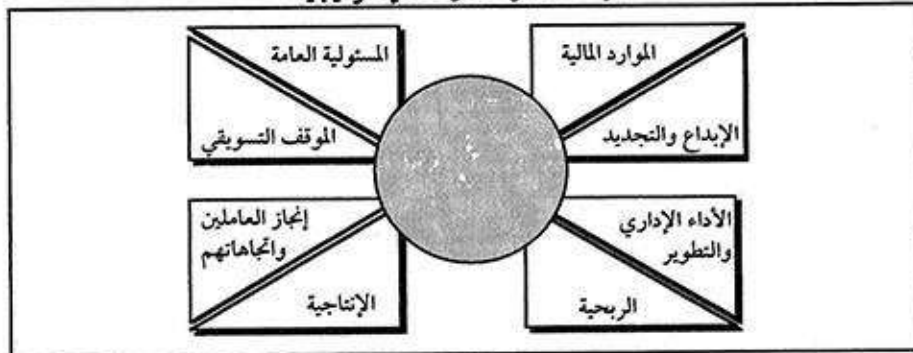 الموارد المالية
المسئولية العامة
الإبداع والتجديد
الموقف التسويقي
الأداء الإداري
والتطوير
إنجاز العاملين
واتجاهاتهم
الربحية
الإنتاجية